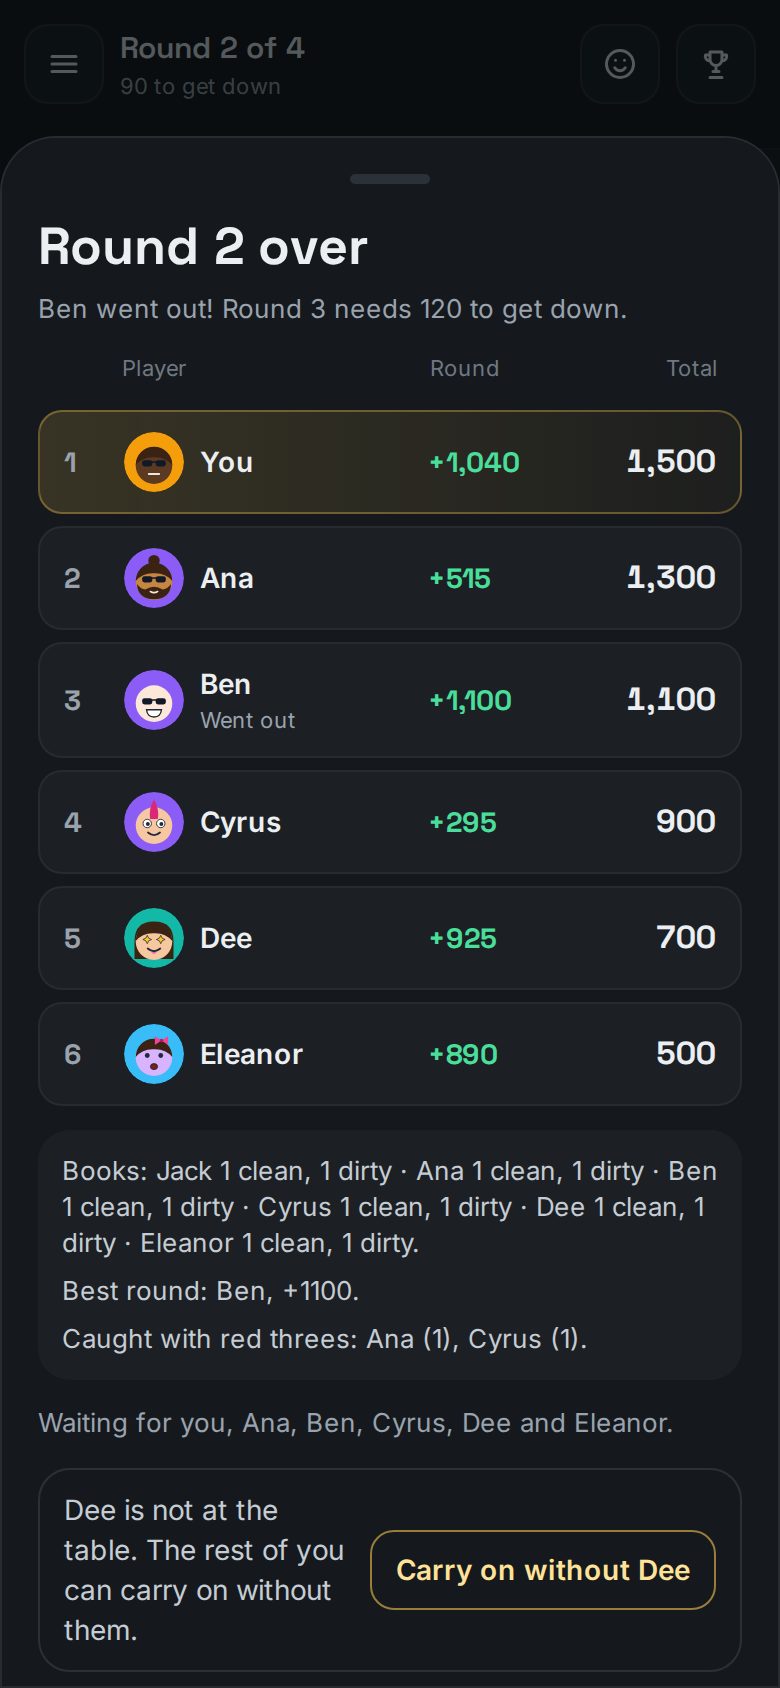 Round 2 of 4
90 to get down
Round 2 over
Ben went out! Round 3 needs 120 to get down.
Player Round Total
1 You +1,040 1,500
2 Ana +515 1,300
3 Ben +1,100 1,100
Went out
4 Cyrus +295 900
5 Dee +925 700
6 Eleanor +890 500
Books: Jack 1 clean, 1 dirty · Ana 1 clean, 1 dirty · Ben
1 clean, 1 dirty · Cyrus 1 clean, 1 dirty · Dee 1 clean, 1
dirty · Eleanor 1 clean, 1 dirty.
Best round: Ben, +1100.
Caught with red threes: Ana (1), Cyrus (1).
Waiting for you, Ana, Ben, Cyrus, Dee and Eleanor.
Dee is not at the
table. The rest of you
can carry on without
them.
Carry on without Dee